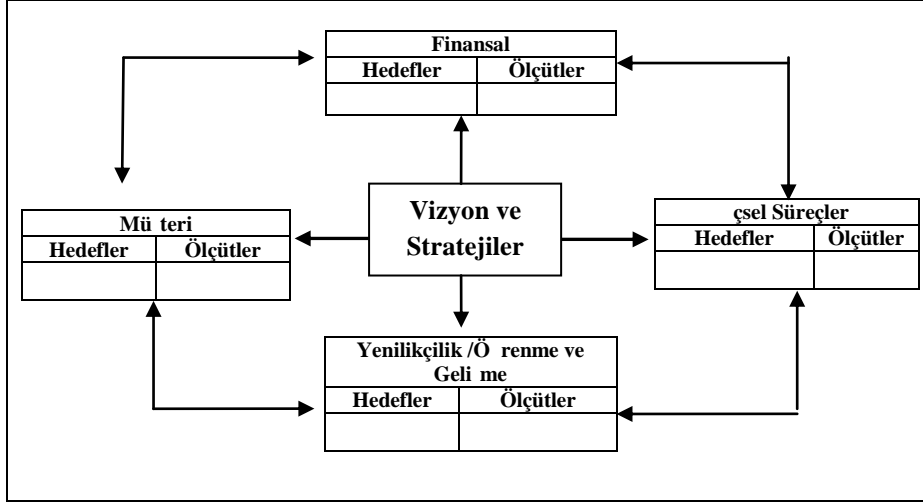 Finansal
Hedefler Ölçütler
Vizyon ve
Stratejiler
Mü teri
Hedefler Ölçütler
çsel Süreçler
Hedefler Ölçütler
Yenilikçilik /Ö renme ve
Geli me
Hedefler Ölçütler